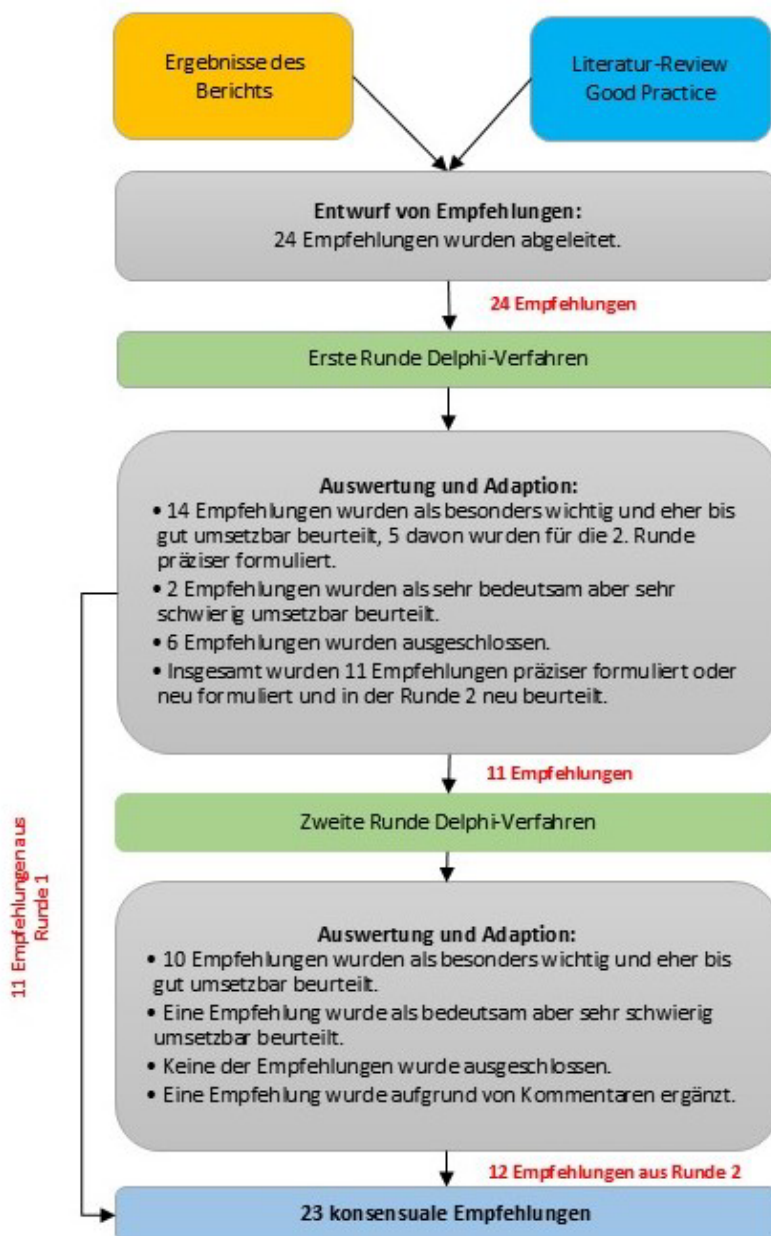 Ergebnisse des
Berichts
Literatur-Review
Good Practice
Entwurf von Empfehlungen:
24 Empfehlungen wurden abgeleitet.
24 Empfehlungen
Erste Runde Delphi-Verfahren
Auswertung und Adaption:
• 14 Empfehlungen wurden als besonders wichtig und eher bis
gut umsetzbar beurteilt, 5 davon wurden für die 2. Runde
präziser formuliert.
• 2 Empfehlungen wurden als sehr bedeutsam aber sehr
schwierig umsetzbar beurteilt.
• 6 Empfehlungen wurden ausgeschlossen.
• Insgesamt wurden 11 Empfehlungen präziser formuliert oder
neu formuliert und in der Runde 2 neu beurteilt.
11 Empfehlungen
11 Empfehlungen aus
Runde 1
Zweite Runde Delphi-Verfahren
Auswertung und Adaption:
• 10 Empfehlungen wurden als besonders wichtig und eher bis
gut umsetzbar beurteilt.
• Eine Empfehlung wurde als bedeutsam aber sehr schwierig
umsetzbar beurteilt.
• Keine der Empfehlungen wurde ausgeschlossen.
• Eine Empfehlung wurde aufgrund von Kommentaren ergänzt.
12 Empfehlungen aus Runde 2
23 konsensuale Empfehlungen